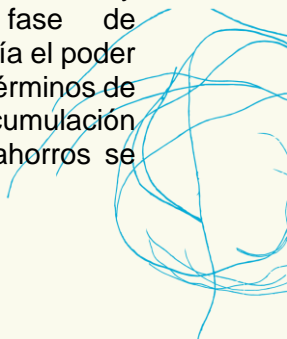 fase de
ía el poder
érminos de
cumulación
ahorros se